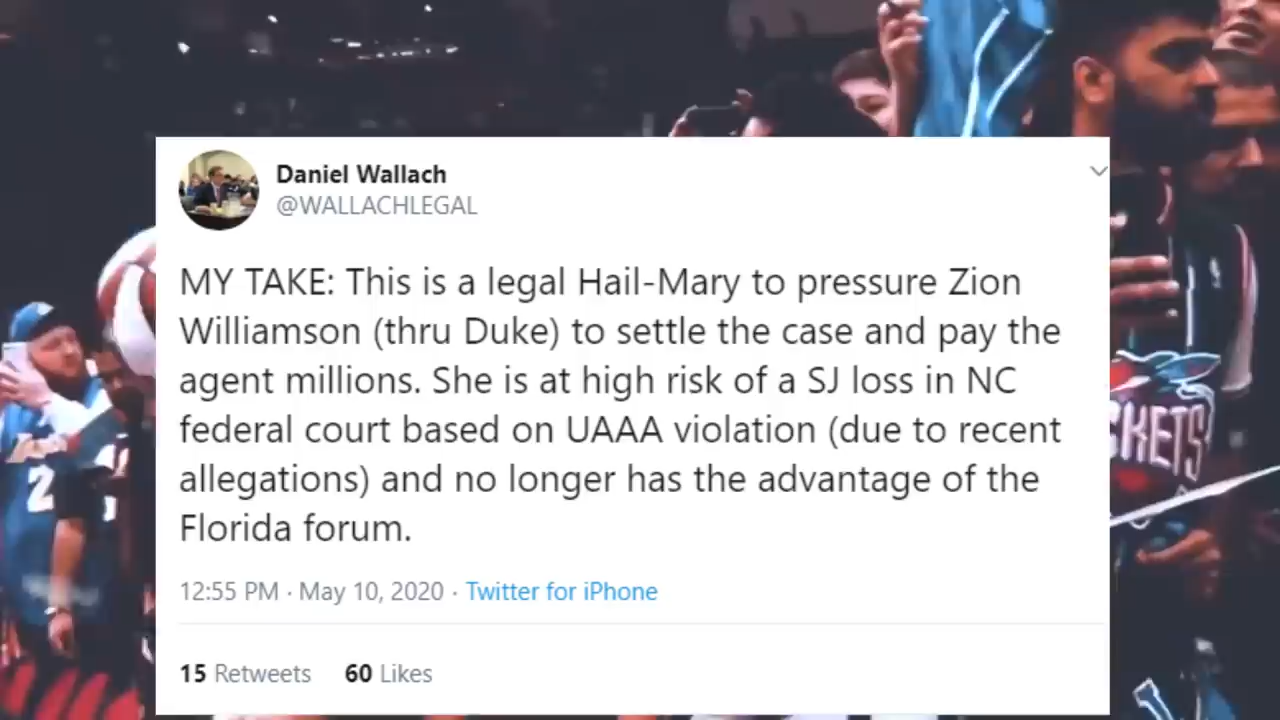 Daniel Wallach
@WALLACHLEGAL
MY TAKE: This is a legal Hail-Mary to pressure Zion
Williamson (thru Duke) to settle the case and pay the
agent millions. She is at high risk of a SJ loss in NC
federal court based on UAAA violation (due to recent
allegations) and no longer has the advantage of the
Florida forum.
12:55 PM · May 10, 2020 · Twitter for iPhone
15 Retweets 60 Likes
CKETS
2